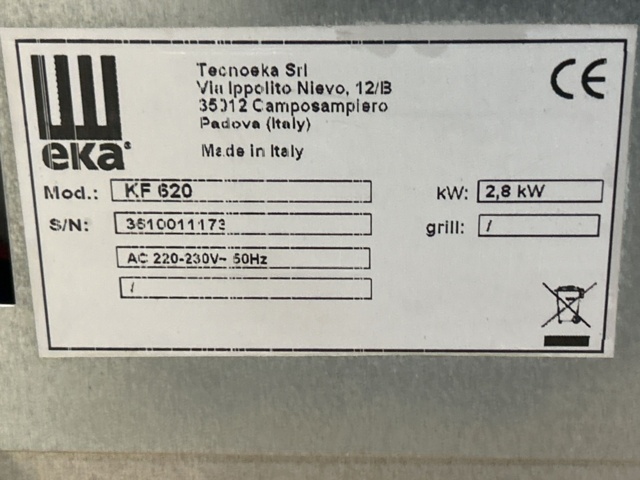 eka®
Tecnoeka Srl
Via Ippolito Nievo, 12/B
35012 Camposampiero
Padova (Italy)
Made in Italy
CE
Mod.: KF 620
kW: 2,8 kW
S/N: 3610011173
grill: /
AC 220-230V~ 50Hz
/